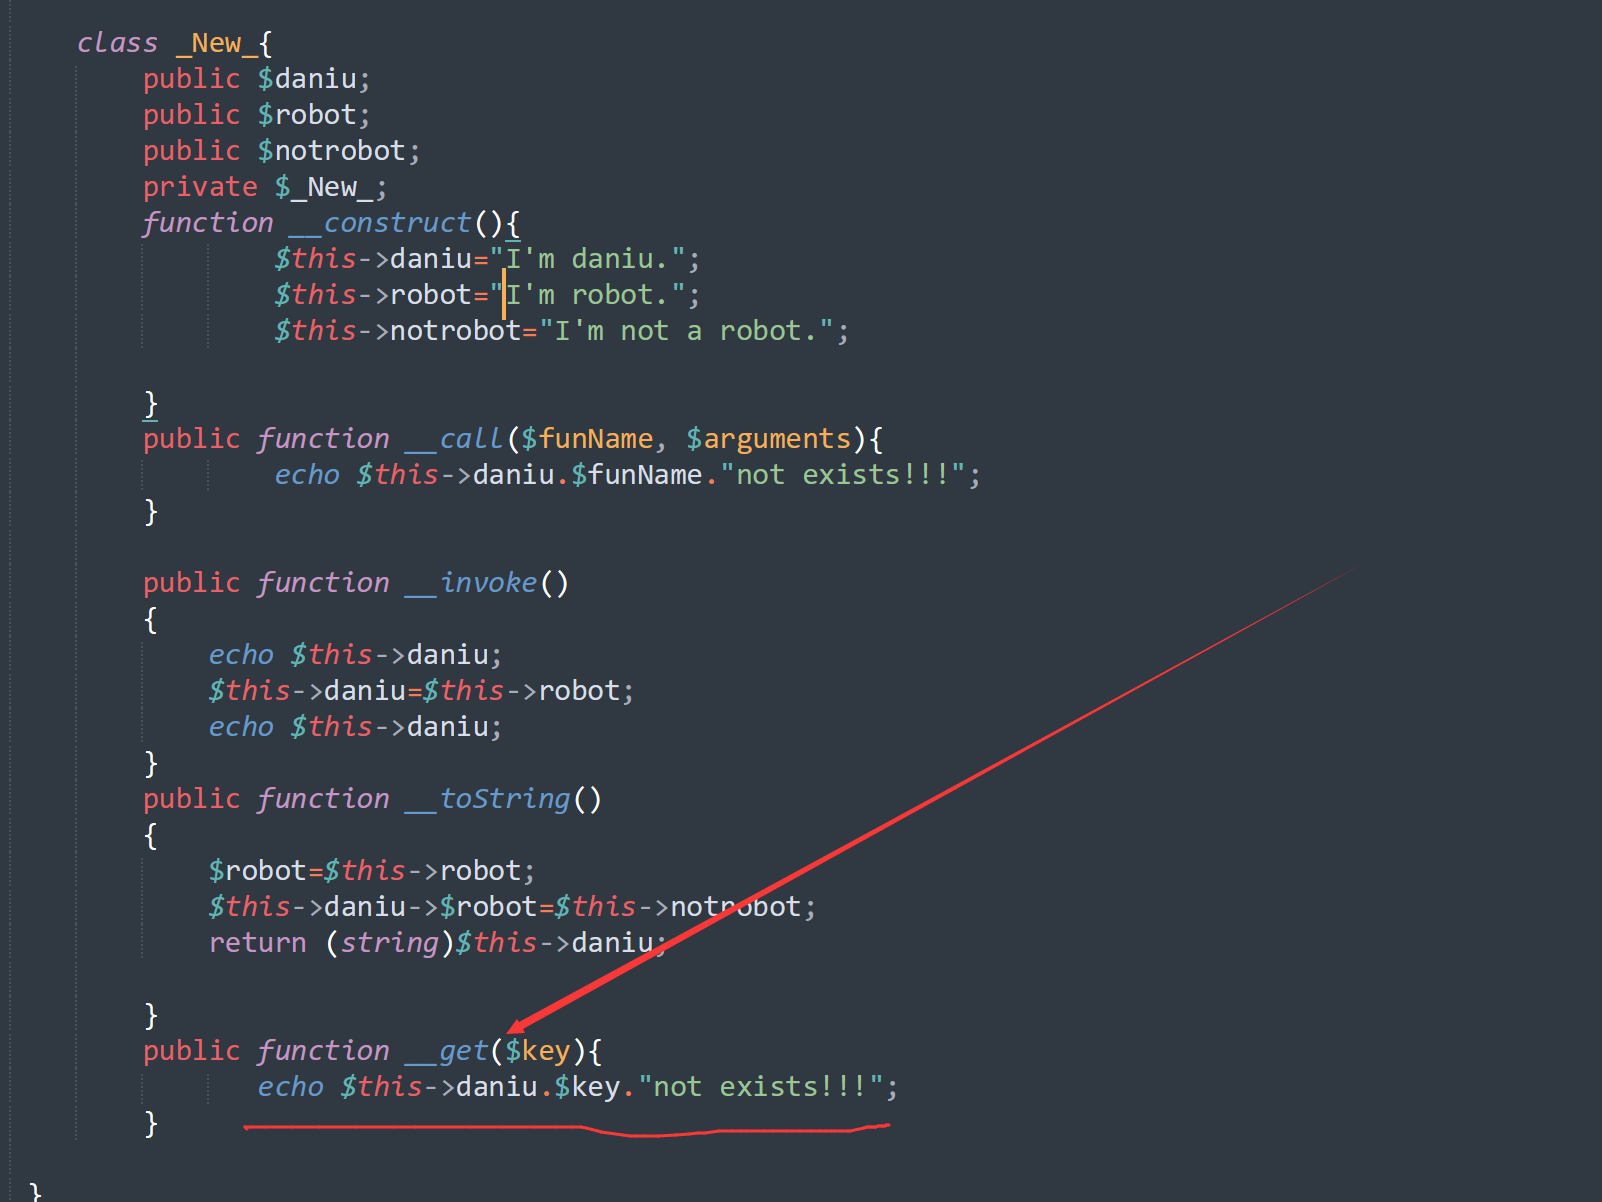 class _New_{
public $daniu;
public $robot;
public $notrobot;
private $_New_;
function __construct(){
$this->daniu="I'm daniu.";
$this->robot="I'm robot.";
$this->notrobot="I'm not a robot.";
}
public function __call($funName, $arguments){
echo $this->daniu.$funName."not exists!!!";
}
public function __invoke()
{
echo $this->daniu;
$this->daniu=$this->robot;
echo $this->daniu;
}
public function __toString()
{
$robot=$this->robot;
$this->daniu->$robot=$this->notrobot;
return (string)$this->daniu;
}
public function __get($key){
echo $this->daniu.$key."not exists!!!";
}
}